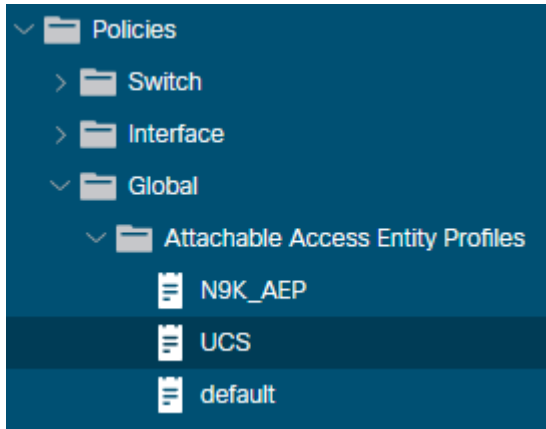 Policies
Switch
Interface
Global
Attachable Access Entity Profiles
N9K_AEP
UCS
default